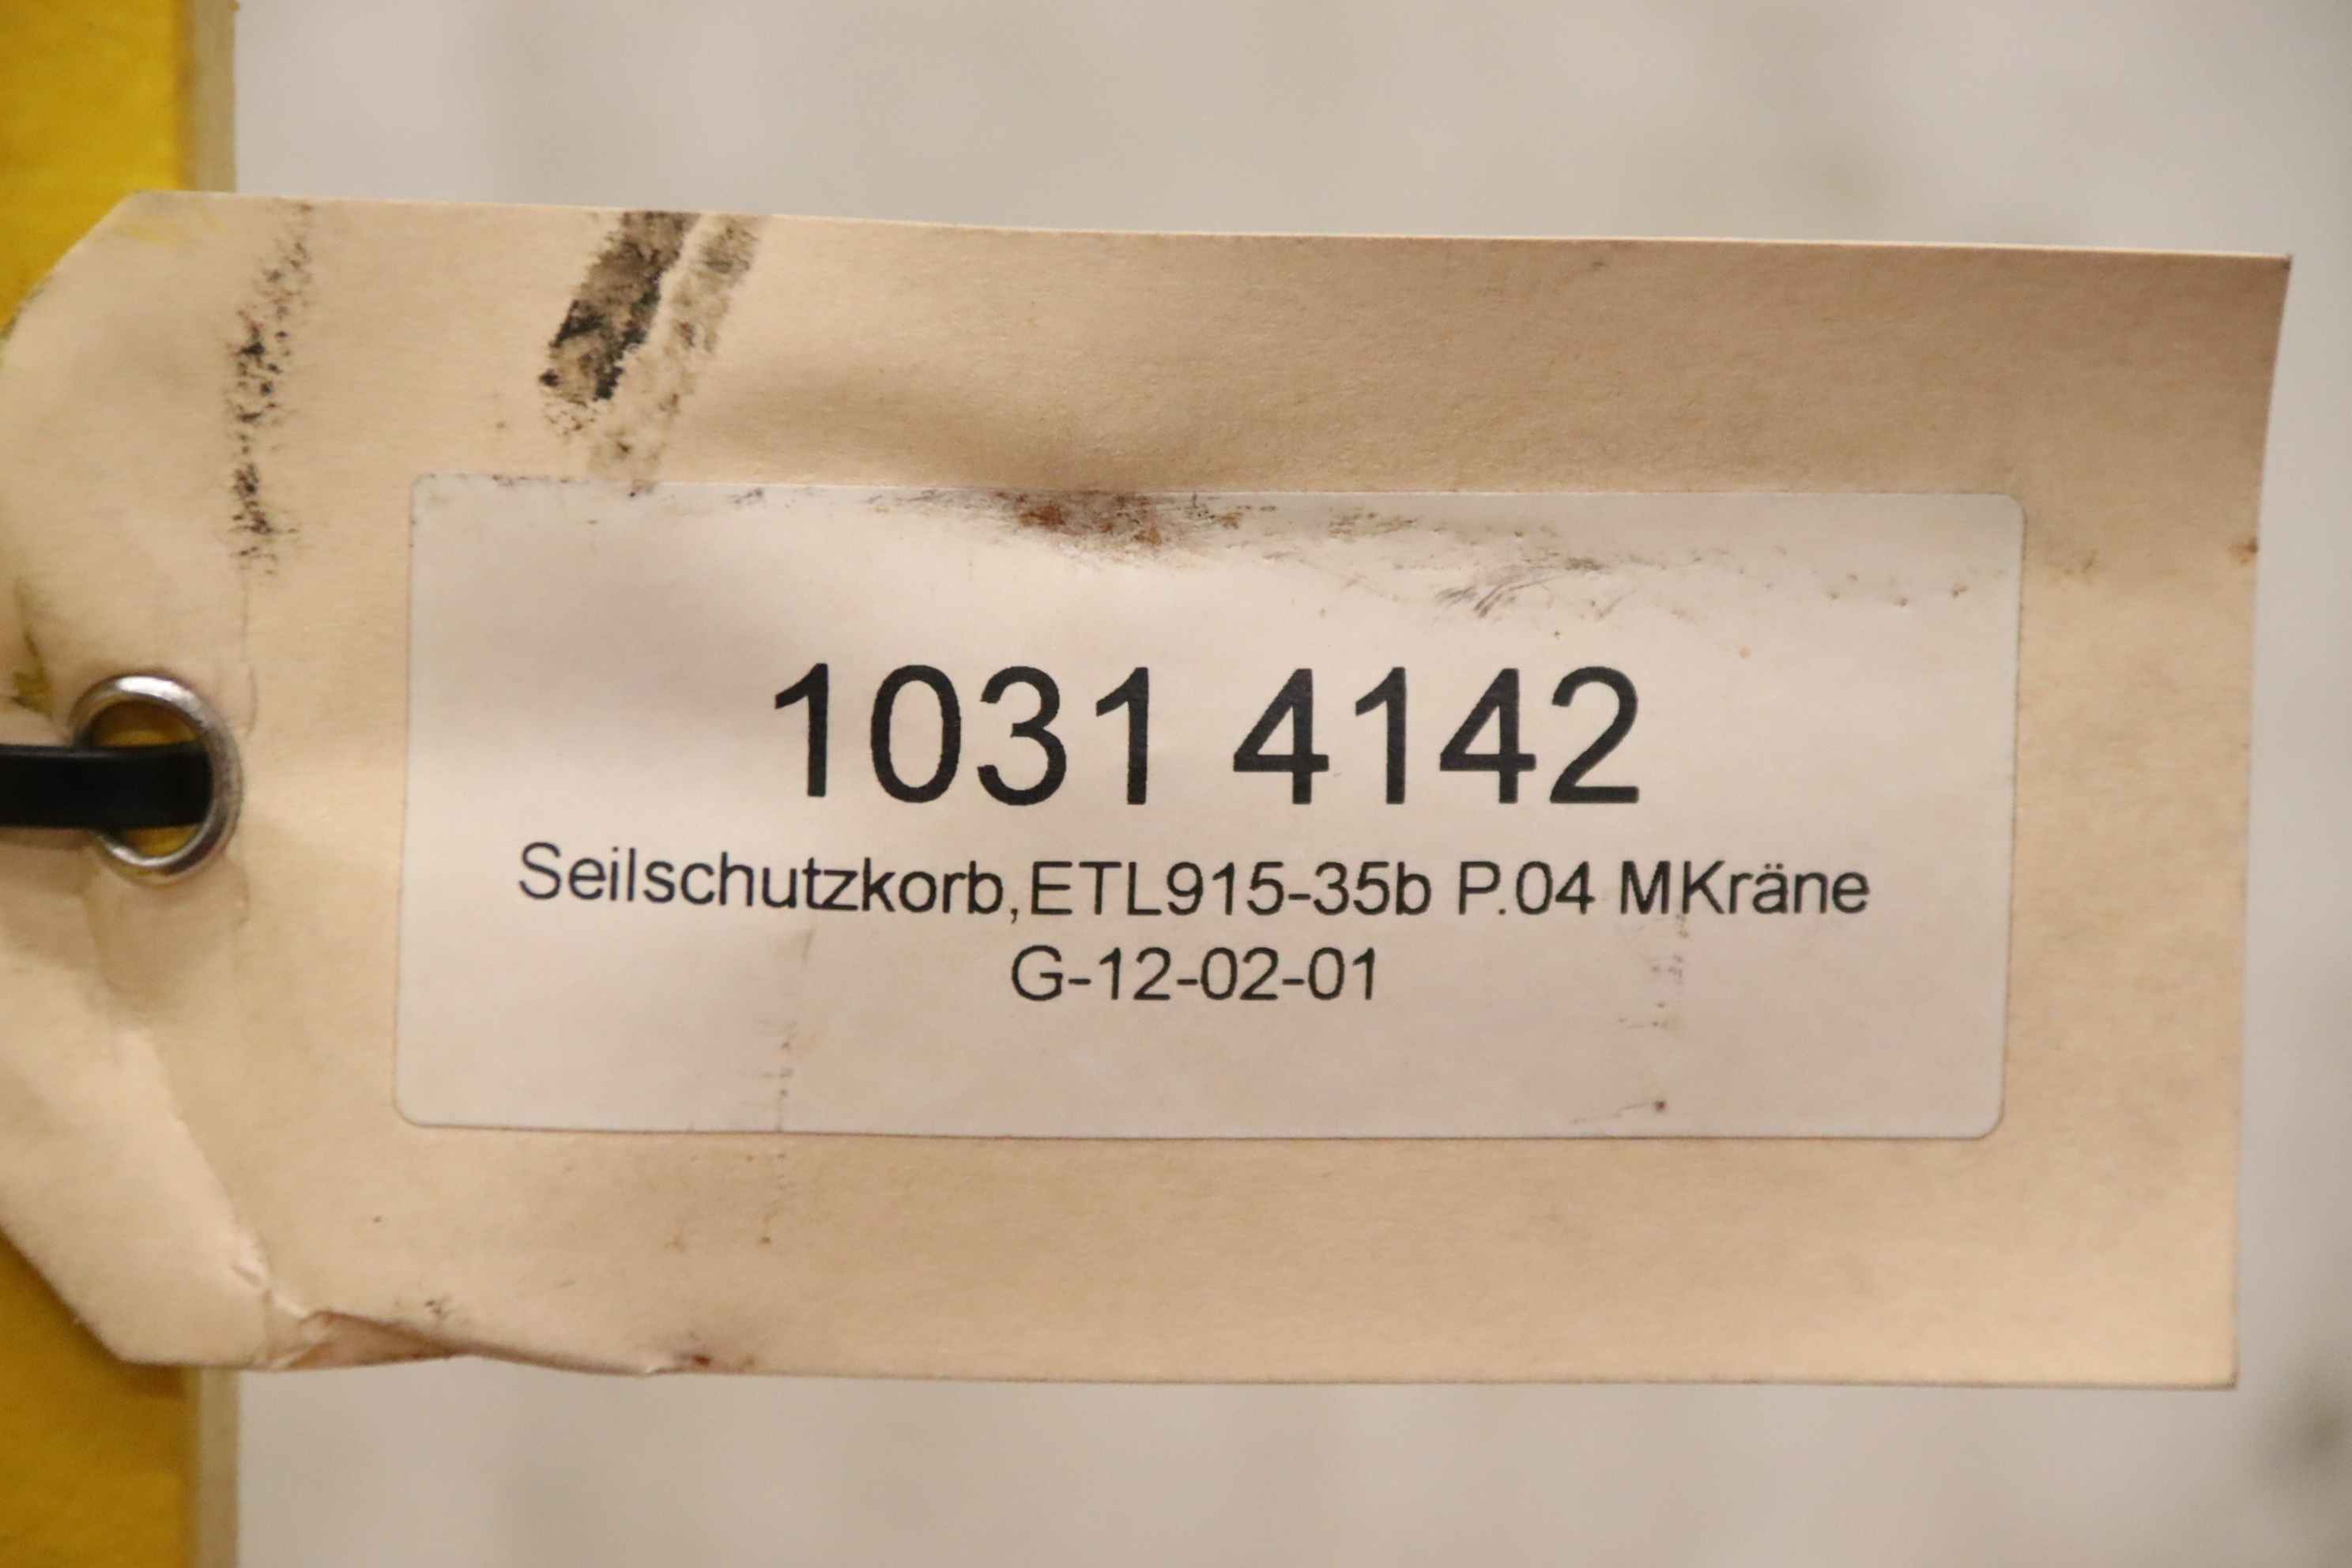 1031 4142
Seilschutzkorb,ETL915-35b P.04 MKräne
G-12-02-01